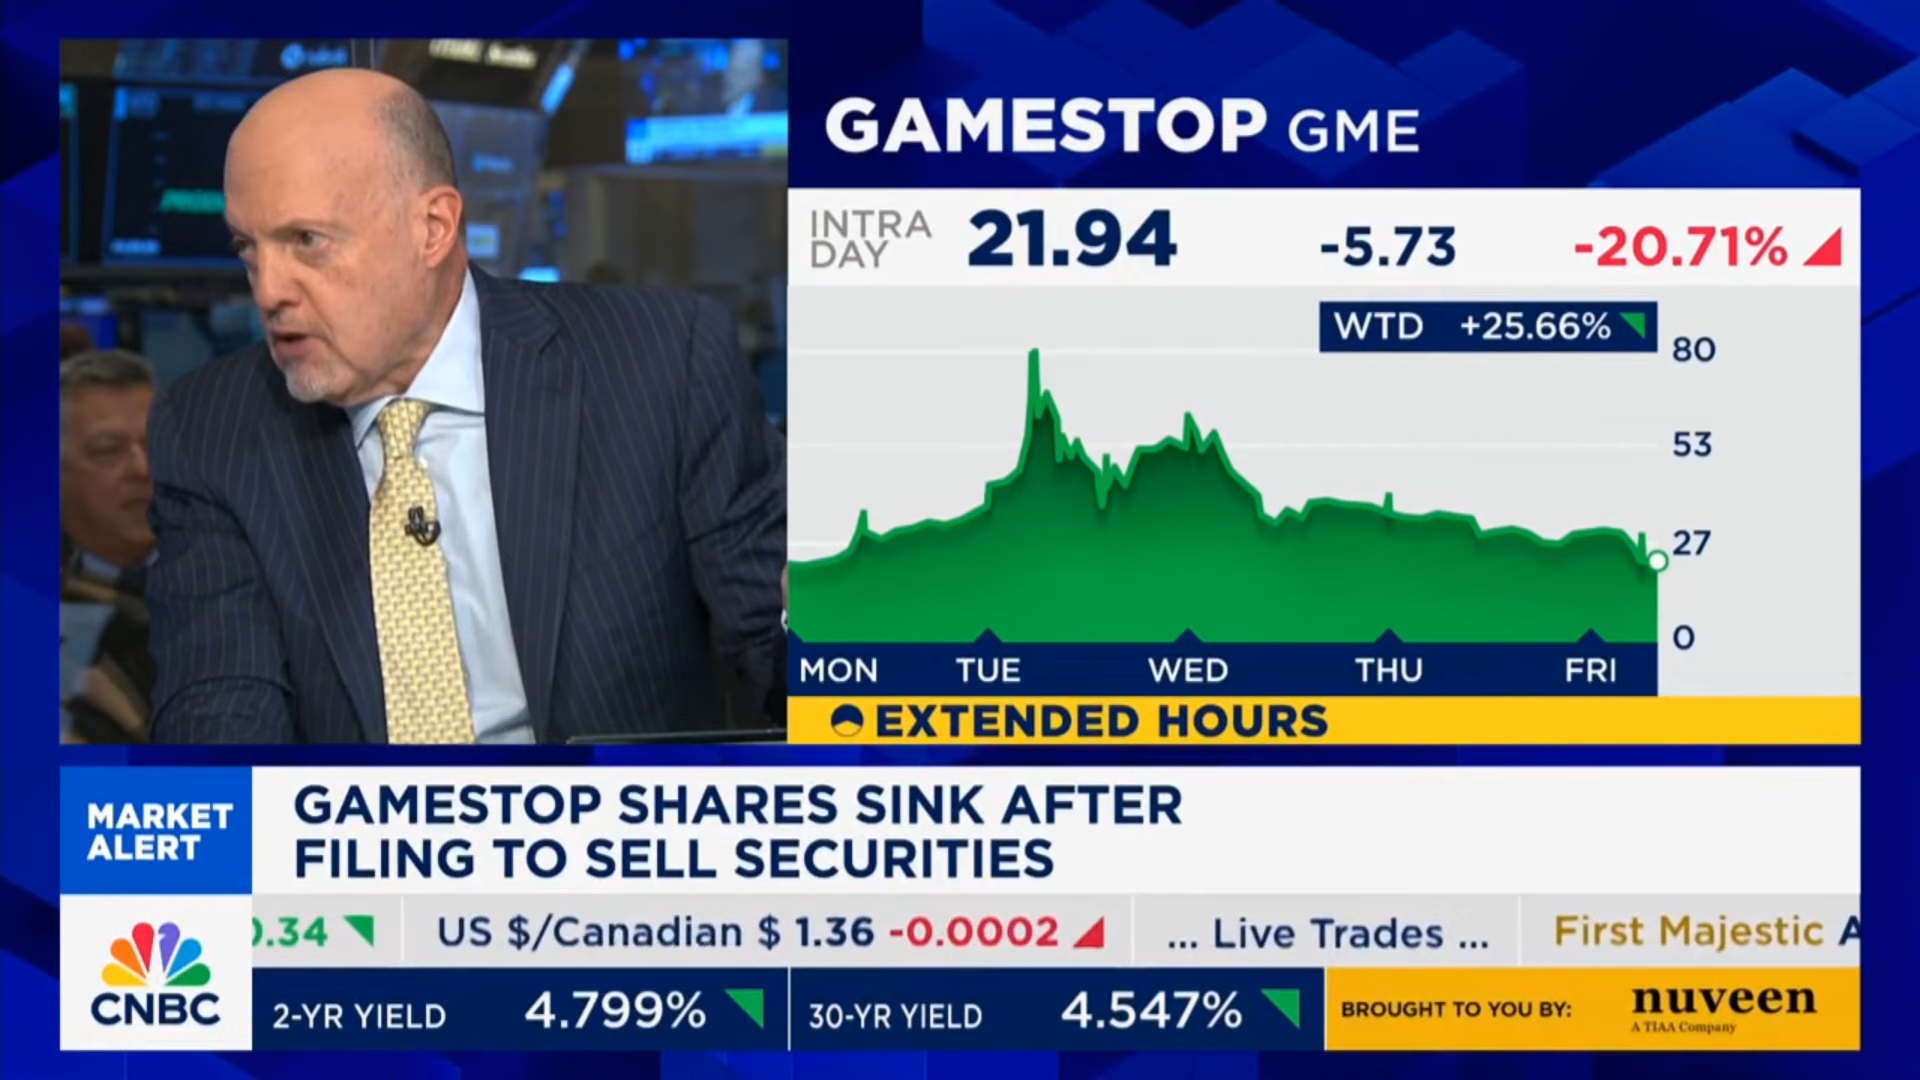 GAMESTOP GME
INTRA
DAY
21.94 -5.73 -20.71%
WTD +25.66%
80
53
27
0
MON TUE WED THU FRI
EXTENDED HOURS
MARKET
ALERT
GAMESTOP SHARES SINK AFTER
FILING TO SELL SECURITIES
0.34 US $/Canadian $ 1.36 -0.0002 ... Live Trades ... First Majestic A
CNBC
2-YR YIELD 4.799% 30-YR YIELD 4.547%
BROUGHT TO YOU BY: nuveen
A TIAA Company